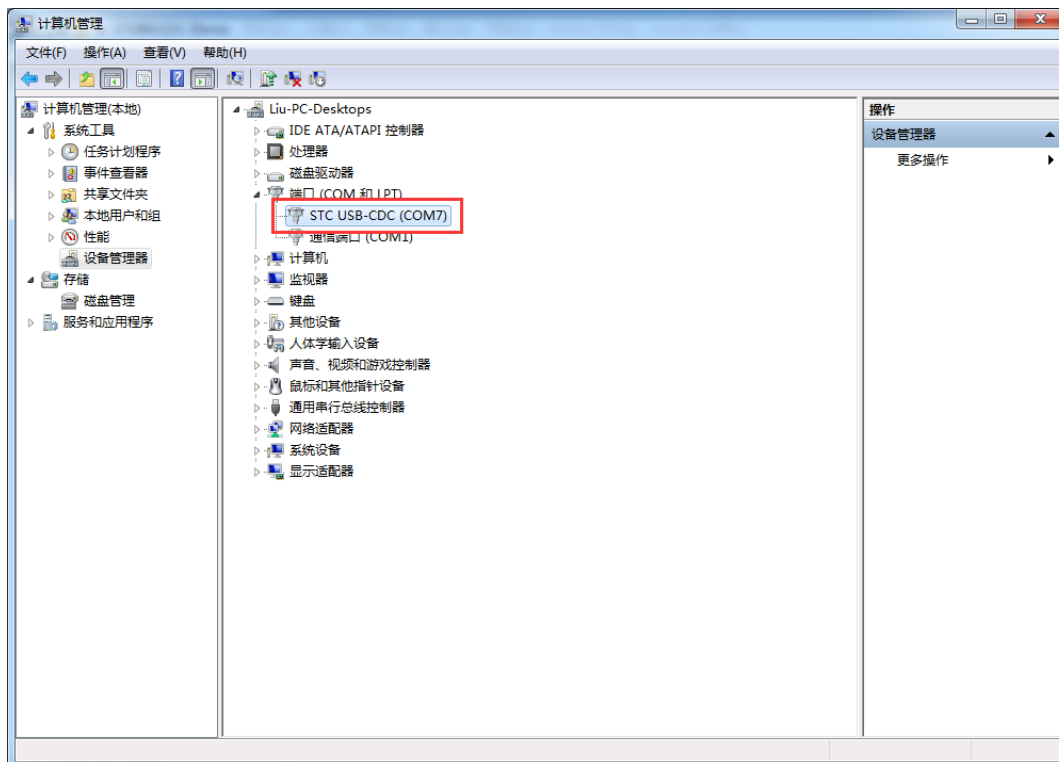 计算机管理
文件(F) 操作(A) 查看(V) 帮助(H)
计算机管理(本地)
系统工具
任务计划程序
事件查看器
共享文件夹
本地用户和组
性能
设备管理器
存储
磁盘管理
服务和应用程序
Liu-PC-Desktops
IDE ATA/ATAPI 控制器
处理器
磁盘驱动器
端口 (COM 和 LPT)
STC USB-CDC (COM7)
通信端口 (COM1)
计算机
监视器
键盘
其他设备
人体学输入设备
声音、视频和游戏控制器
鼠标和其他指针设备
通用串行总线控制器
网络适配器
系统设备
显示适配器
操作
设备管理器
更多操作